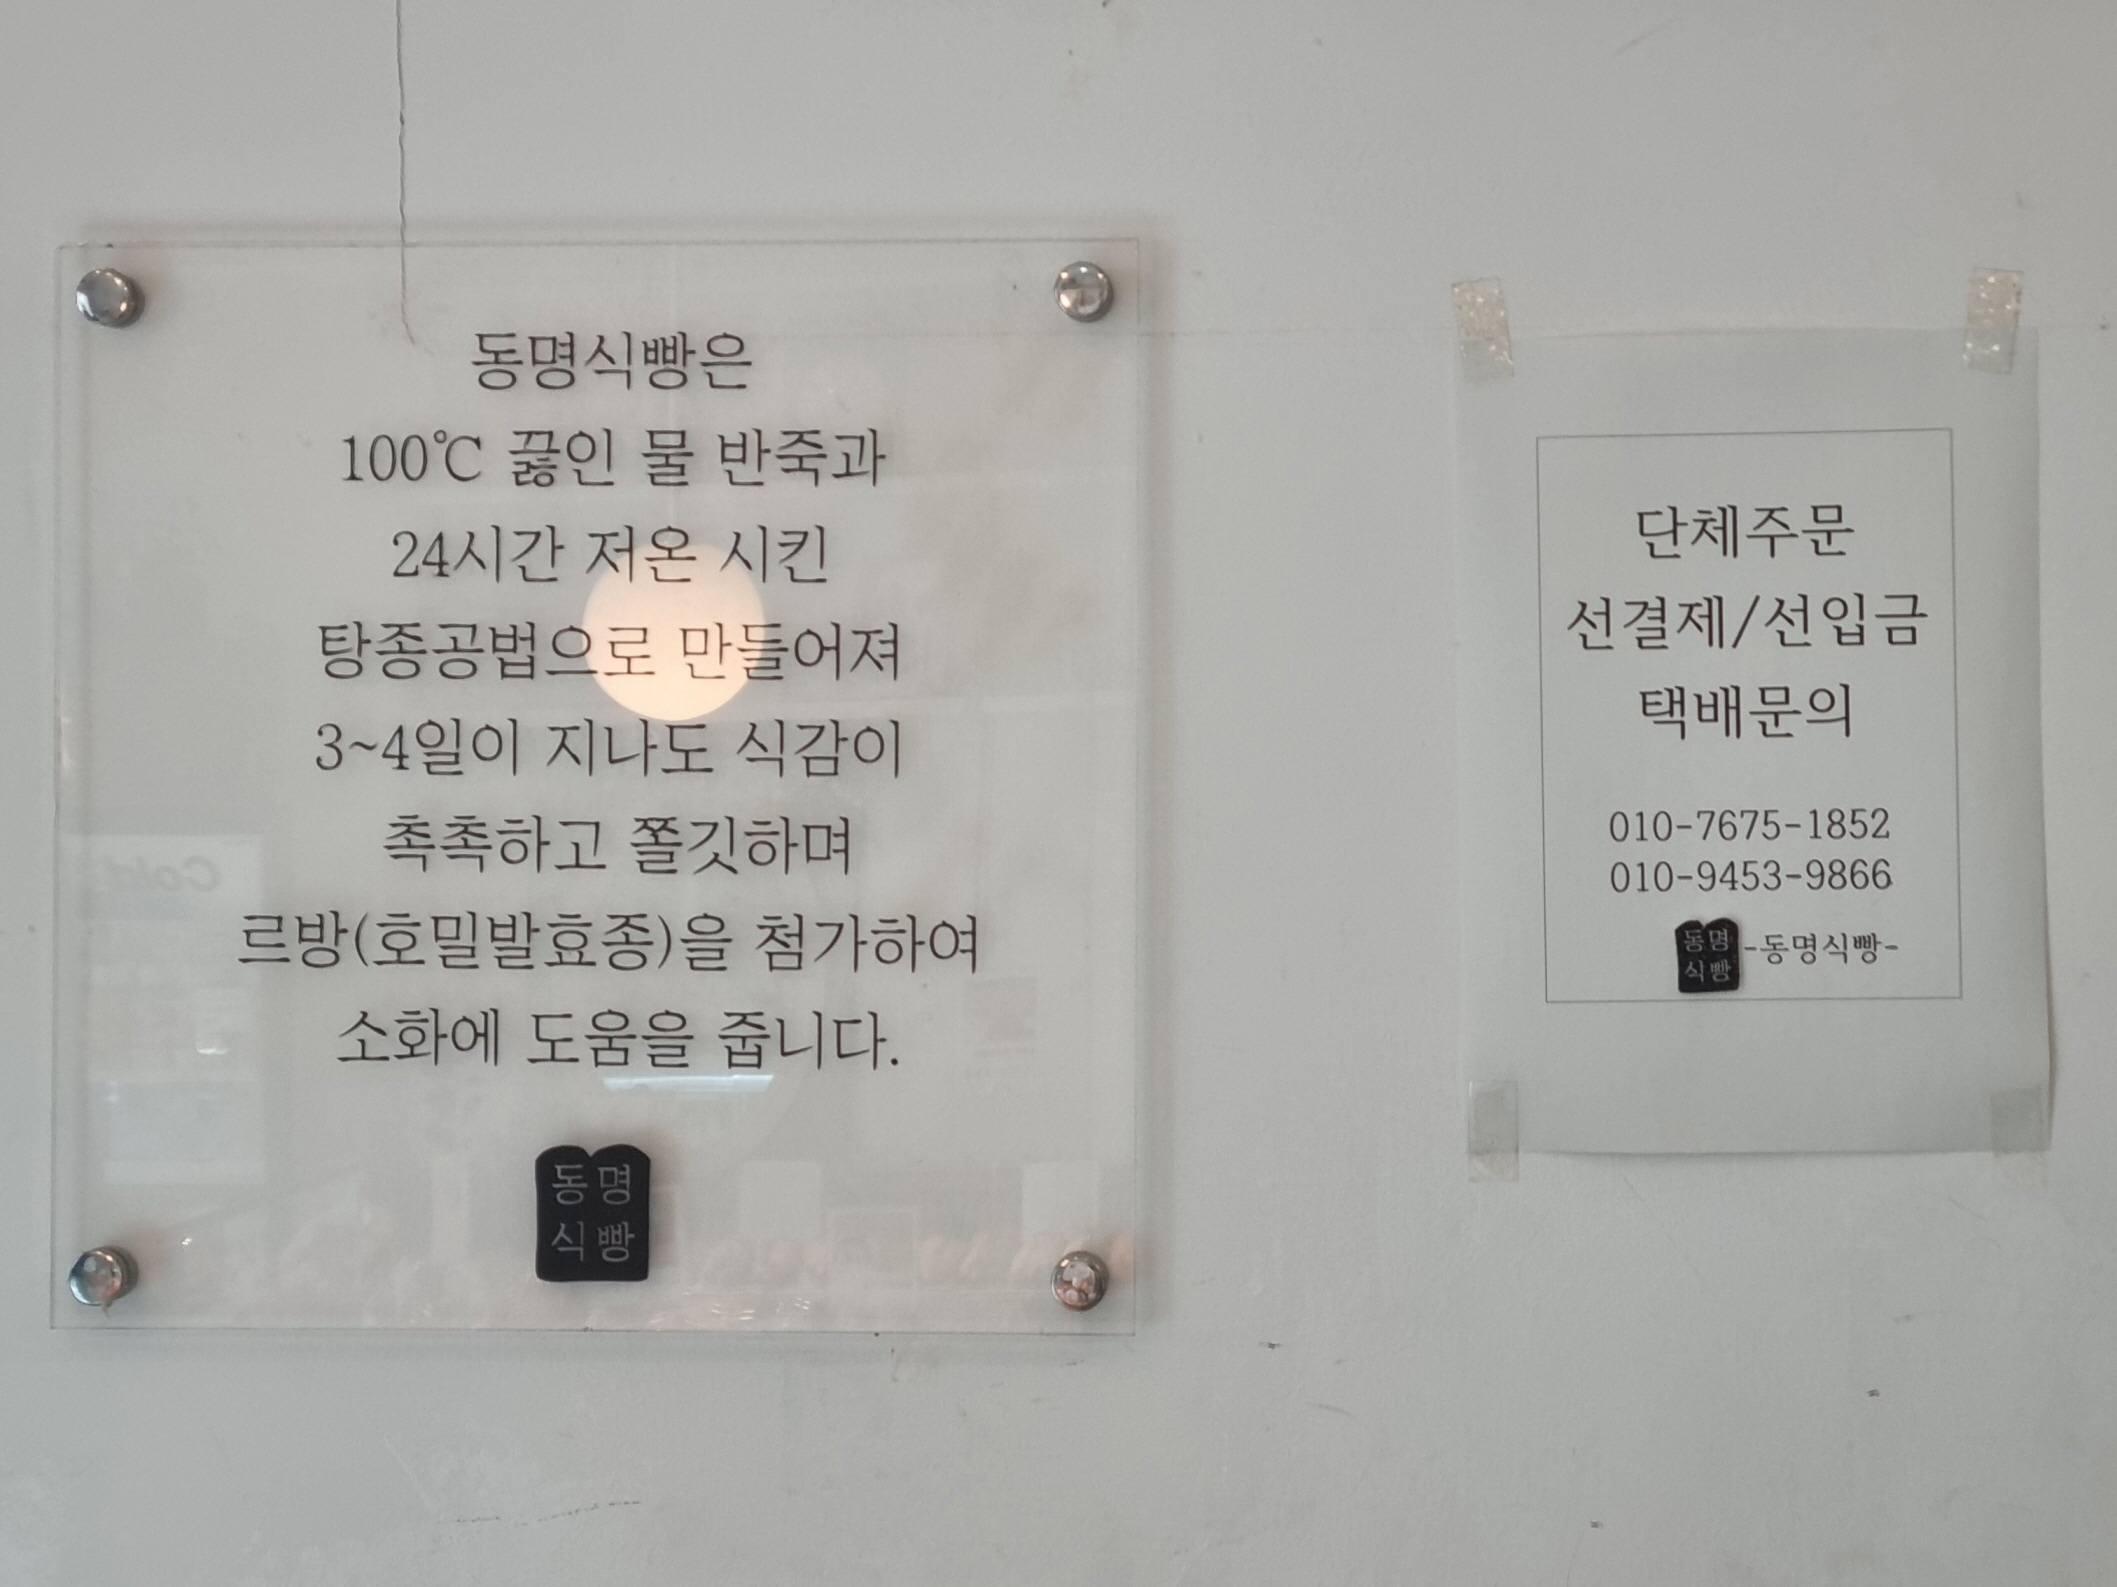 동명식빵은
100℃ 끓인 물 반죽과
24시간 저온 시킨
탕종공법으로 만들어져
3~4일이 지나도 식감이
촉촉하고 쫄깃하며
르방(호밀발효종)을 첨가하여
소화에 도움을 줍니다.
동명
식빵
단체주문
선결제/선입금
택배문의
010-7675-1852
010-9453-9866
동명
식빵
-동명식빵-